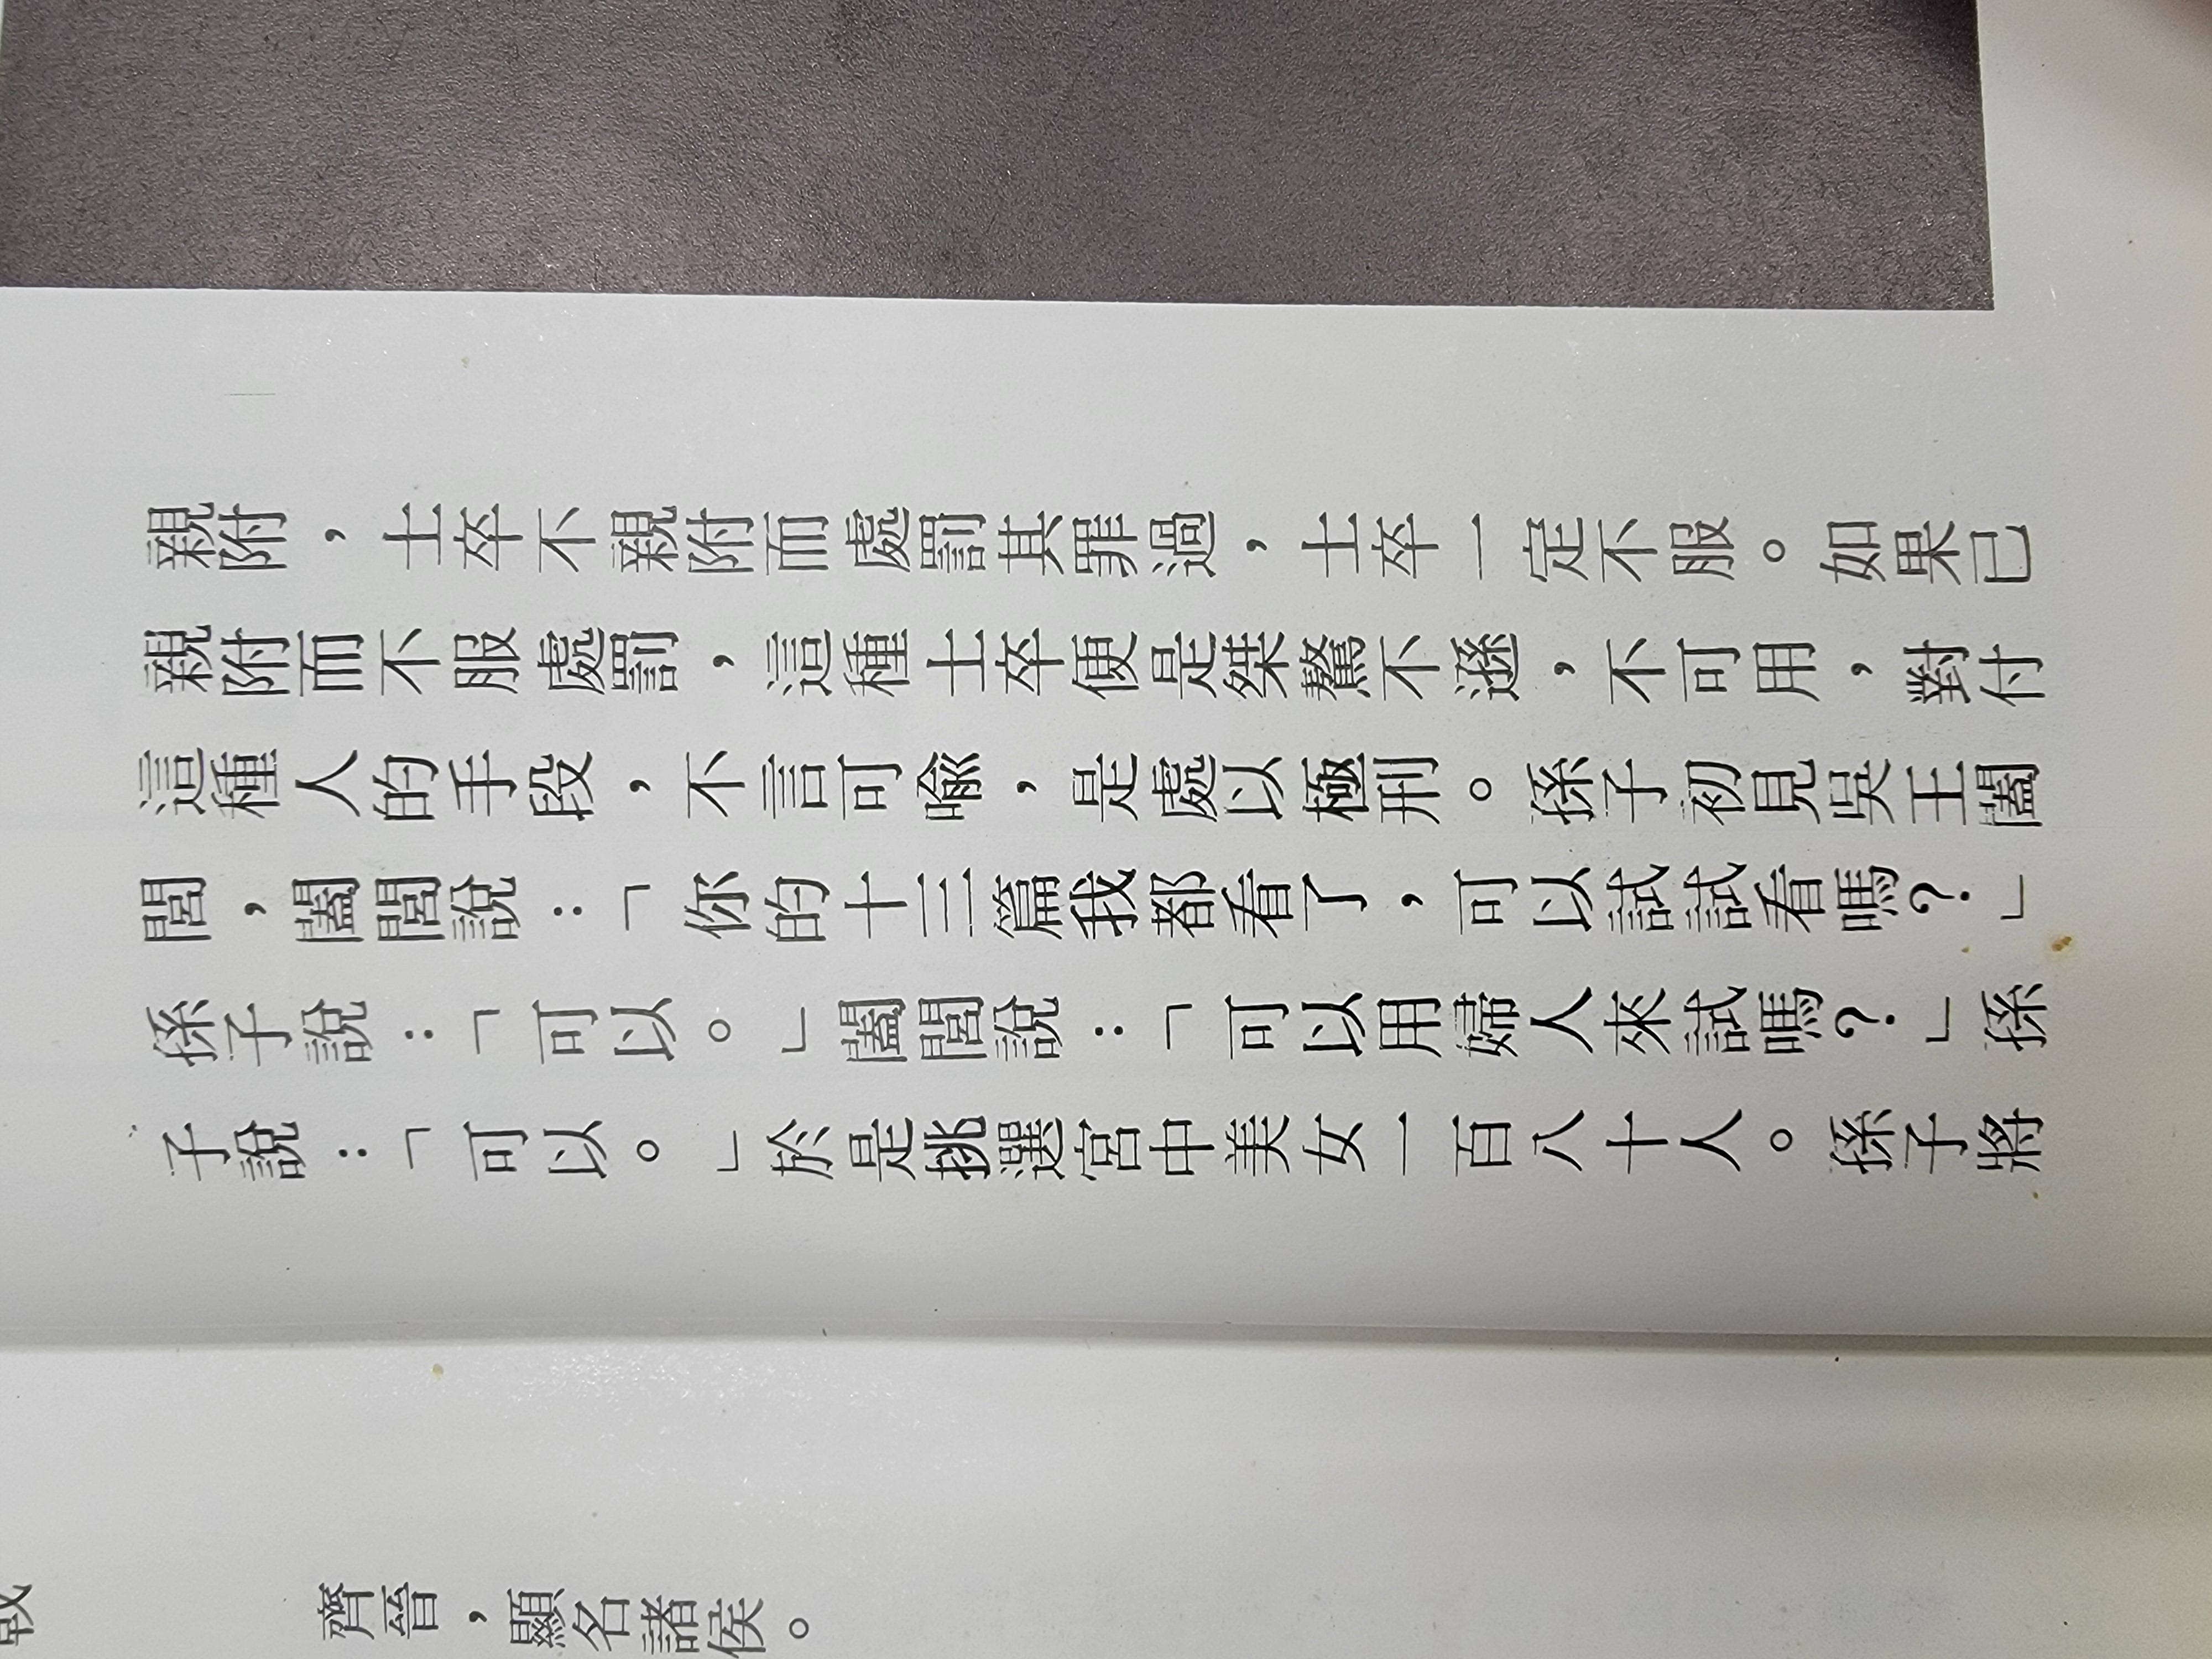 親附，士卒不親附而處罰其罪過，士卒一定不服。如果已
親附而不服處罰，這種士卒便是桀驁不遜，不可用，對付
這種人的手段，不言可喻，是處以極刑。孫子初見吳王闔
閭，闔閭說：「你的十三篇我都看了，可以試試看嗎？」
孫子說：「可以。」闔閭說：「可以用婦人來試嗎？」孫
子說：「可以。」於是挑選宮中美女一百八十人。孫子將
齊晉，顯名諸侯。